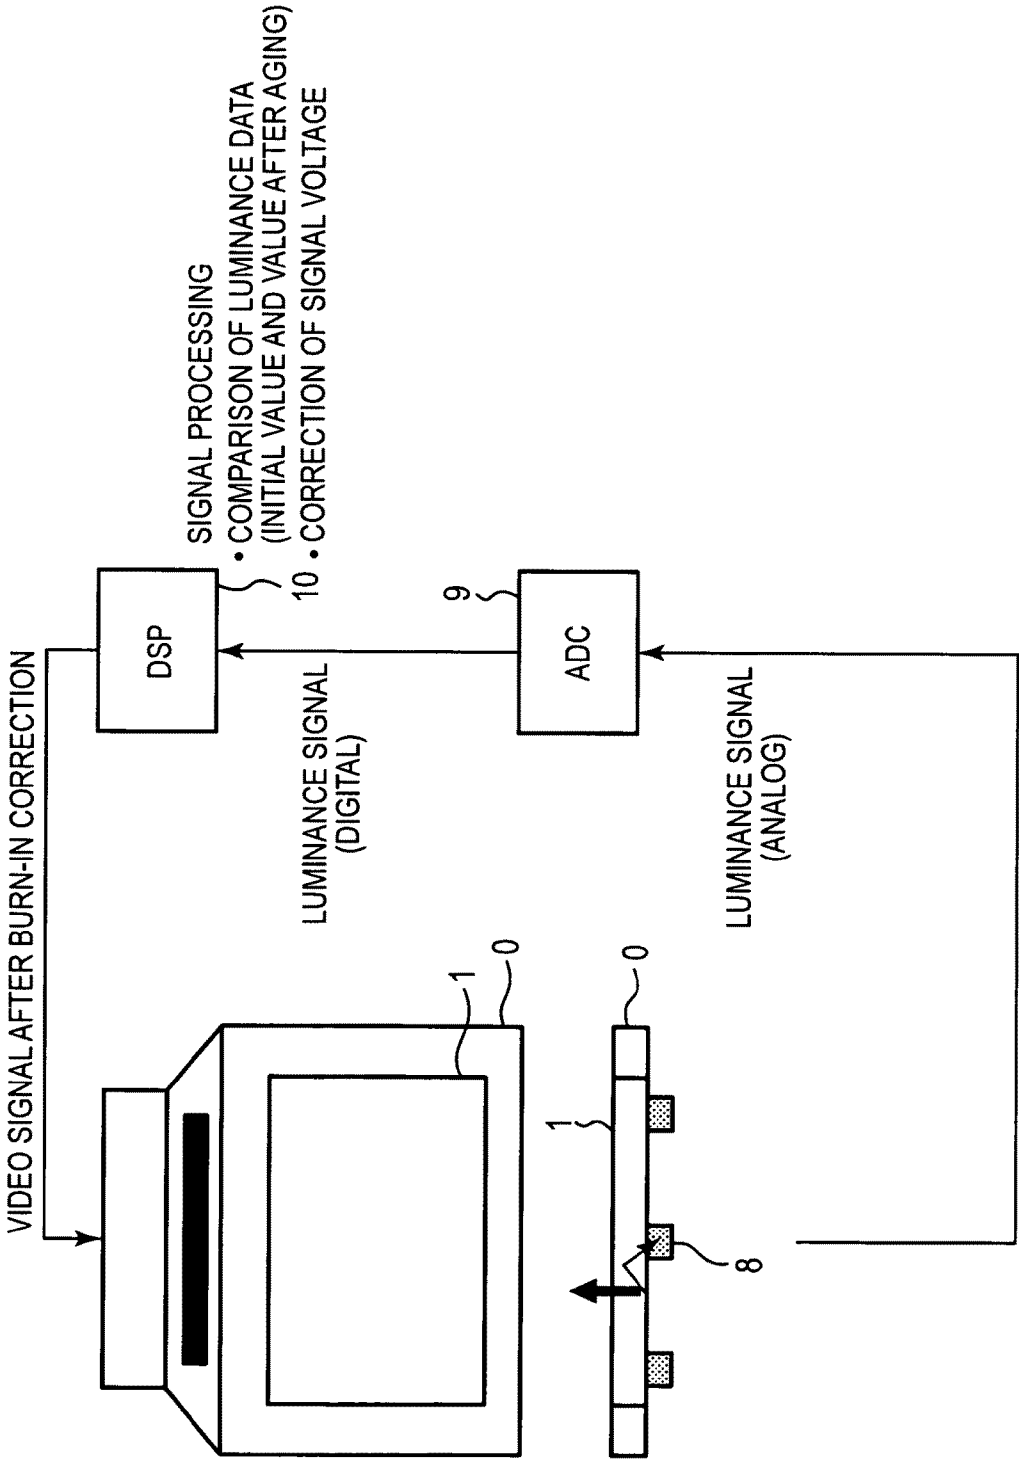 VIDEO SIGNAL AFTER BURN-IN CORRECTION
DSP
10
SIGNAL PROCESSING
• COMPARISON OF LUMINANCE DATA
(INITIAL VALUE AND VALUE AFTER AGING)
• CORRECTION OF SIGNAL VOLTAGE
LUMINANCE SIGNAL
(DIGITAL)
9
ADC
1
0
1
0
8
LUMINANCE SIGNAL
(ANALOG)